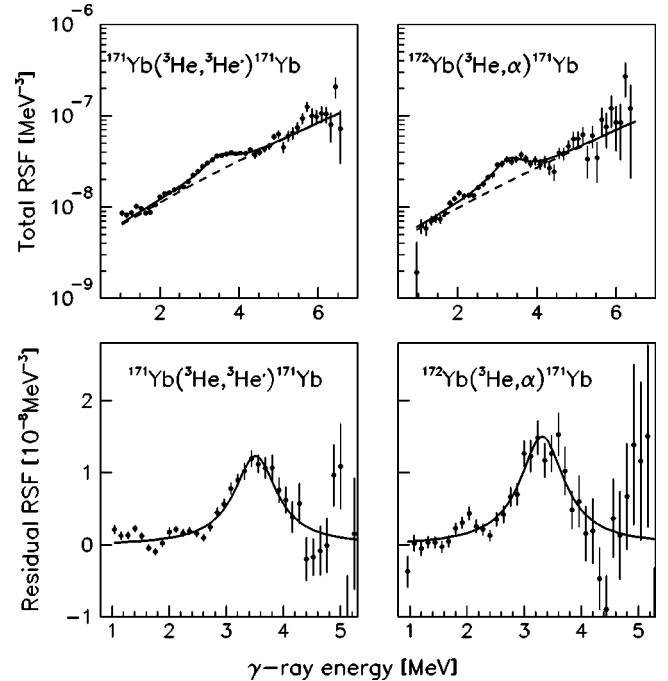 10⁻⁶
10⁻⁷
10⁻⁸
10⁻⁹
Total RSF [MeV⁻³]
¹⁷¹Yb(³He,³He')¹⁷¹Yb
2 4 6
¹⁷²Yb(³He,α)¹⁷¹Yb
2 4 6
Residual RSF [10⁻⁸MeV⁻³]
2
1
0
-1
¹⁷¹Yb(³He,³He')¹⁷¹Yb
1 2 3 4 5
¹⁷²Yb(³He,α)¹⁷¹Yb
1 2 3 4 5
γ-ray energy [MeV]